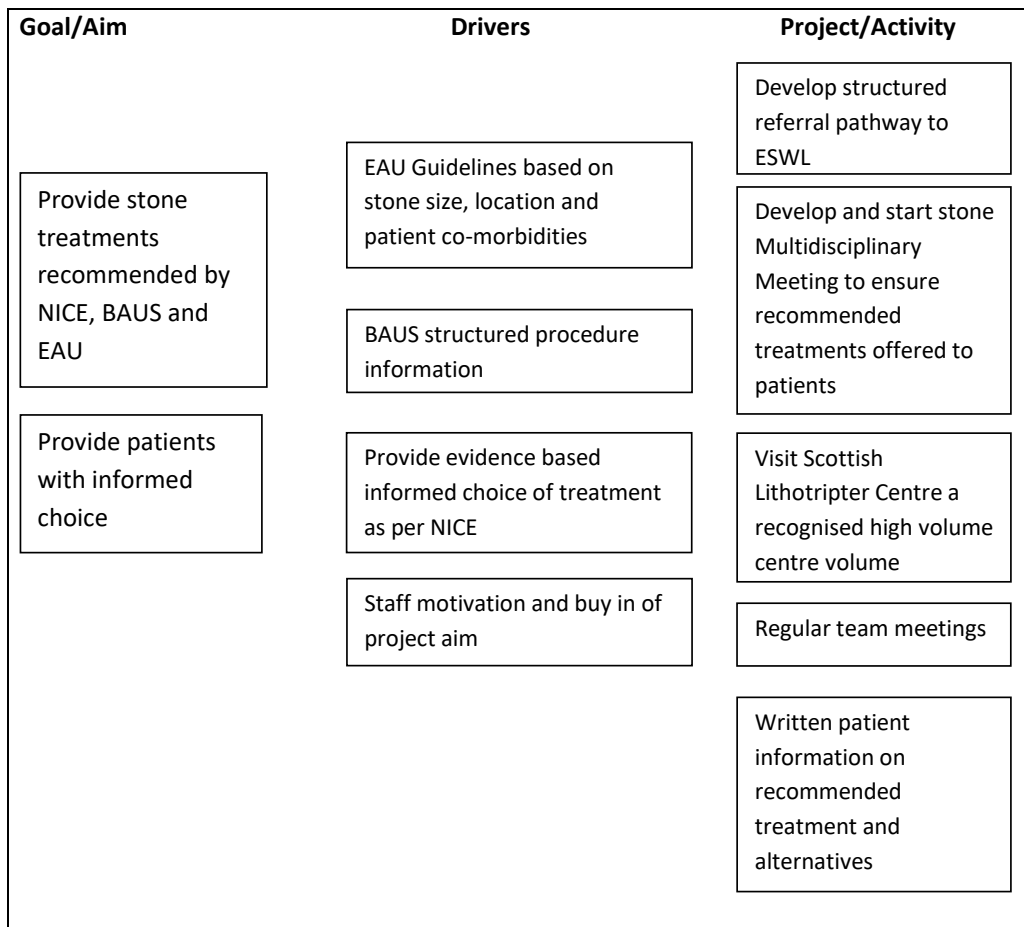 Goal/Aim
Drivers
Project/Activity
Provide stone
treatments
recommended by
NICE, BAUS and
EAU
Provide patients
with informed
choice
EAU Guidelines based on
stone size, location and
patient co-morbidities
BAUS structured procedure
information
Provide evidence based
informed choice of treatment
as per NICE
Staff motivation and buy in of
project aim
Develop structured
referral pathway to
ESWL
Develop and start stone
Multidisciplinary
Meeting to ensure
recommended
treatments offered to
patients
Visit Scottish
Lithotripter Centre a
recognised high volume
centre volume
Regular team meetings
Written patient
information on
recommended
treatment and
alternatives